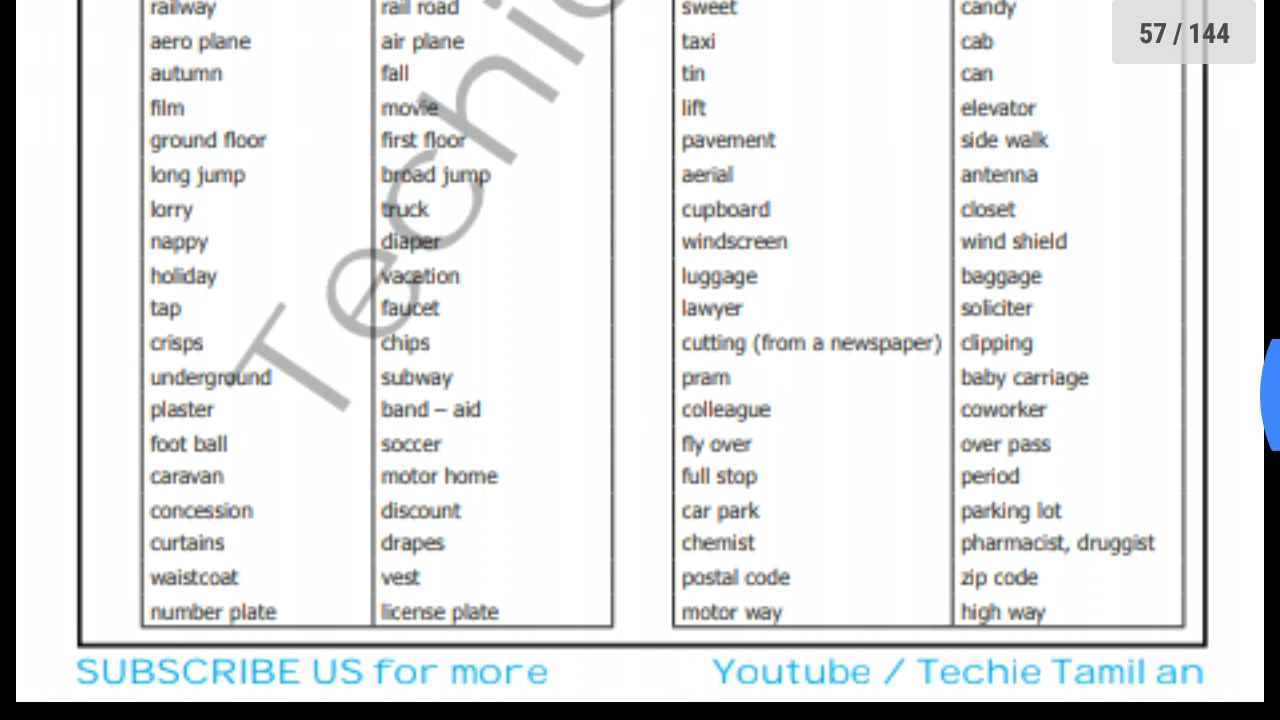 railway rail road sweet candy
57 / 144
aero plane air plane taxi cab
autumn fall tin can
film movie lift elevator
ground floor first floor pavement side walk
long jump broad jump aerial antenna
lorry truck cupboard closet
nappy diaper windscreen wind shield
holiday vacation luggage baggage
tap faucet lawyer soliciter
crisps chips cutting (from a newspaper) clipping
underground subway pram baby carriage
plaster band – aid colleague coworker
foot ball soccer fly over over pass
caravan motor home full stop period
concession discount car park parking lot
curtains drapes chemist pharmacist, druggist
waistcoat vest postal code zip code
number plate license plate motor way high way
SUBSCRIBE US for more Youtube / Techie Tamil an